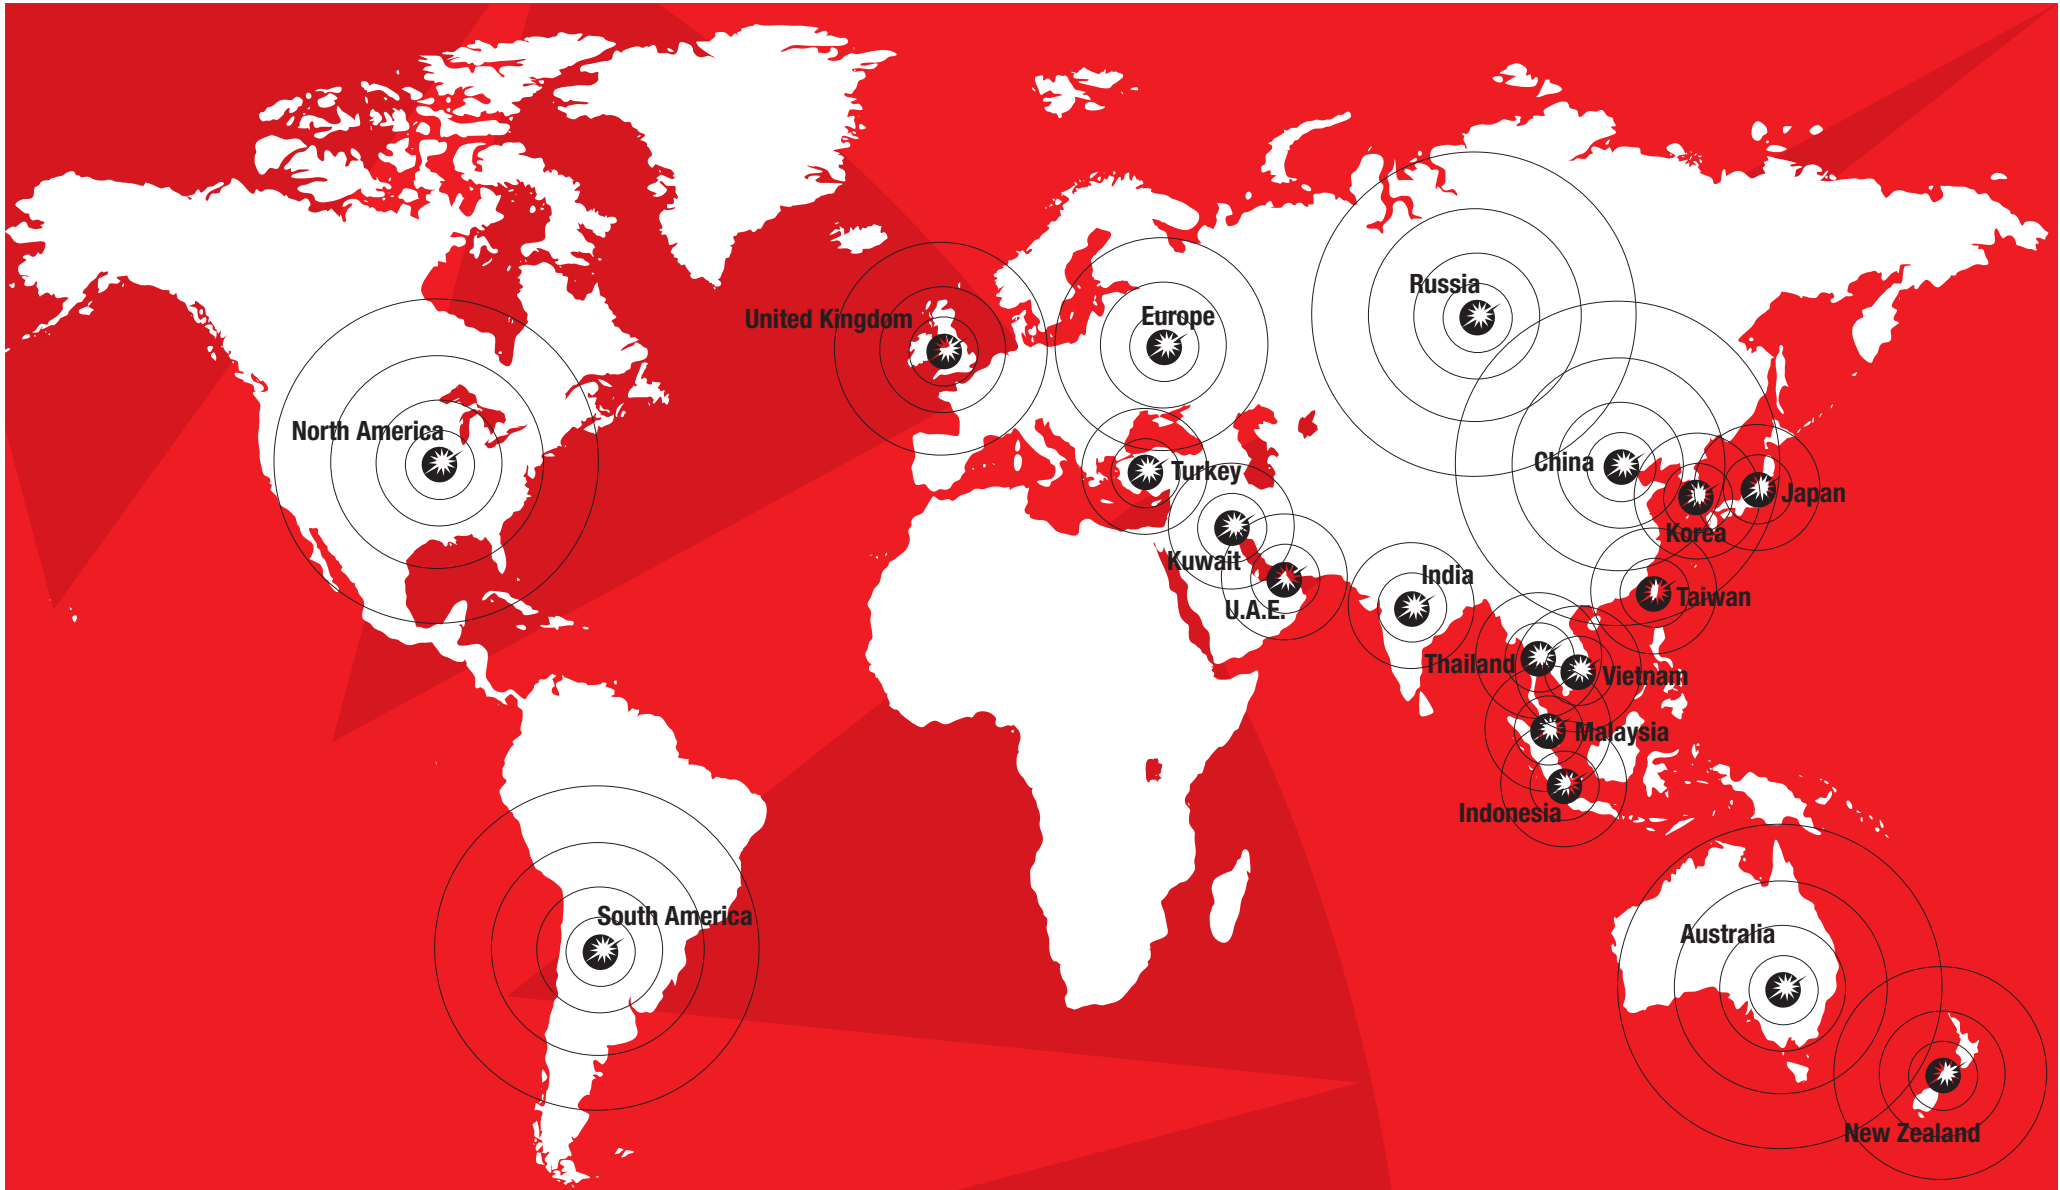 Russia
Europe
United Kingdom
North America
China
Turkey
Japan
Korea
Kuwait
India
U.A.E.
Taiwan
Thailand
Vietnam
Malaysia
Indonesia
South America
Australia
New Zealand